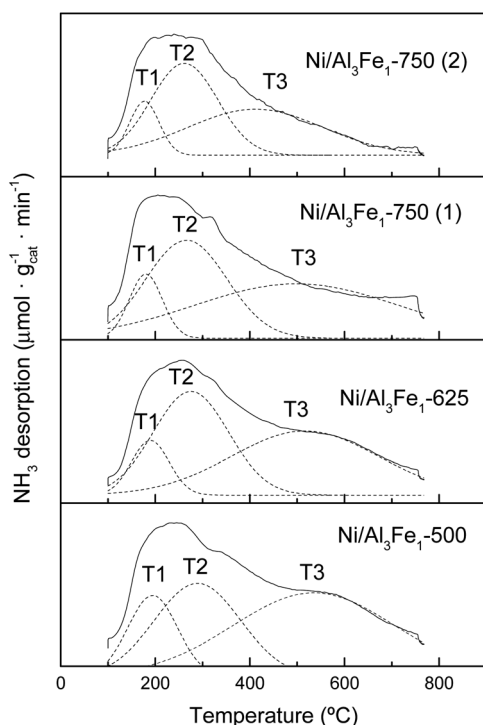 Ni/Al₃Fe₁-750 (2)
T1
T2
T3
Ni/Al₃Fe₁-750 (1)
T1
T2
T3
Ni/Al₃Fe₁-625
T1
T2
T3
Ni/Al₃Fe₁-500
T1
T2
T3
NH₃ desorption (μmol · g⁻¹cat · min⁻¹)
0 200 400 600 800
Temperature (ºC)